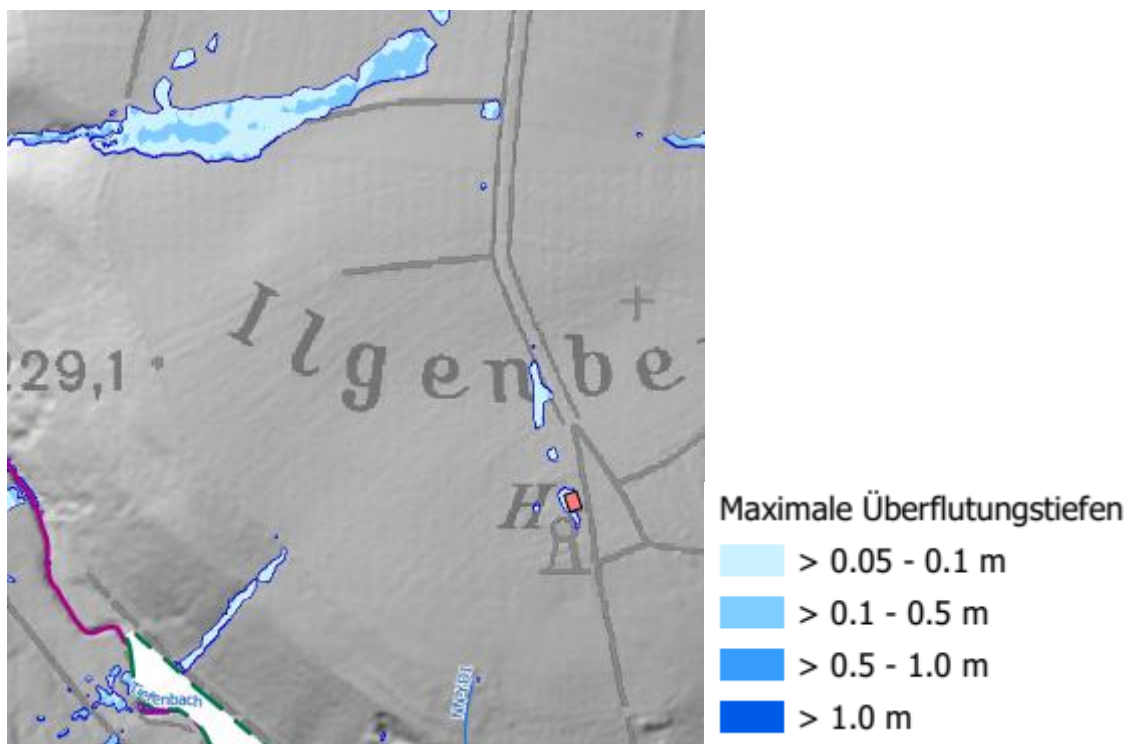 Ilgenbe
229,1
H
Tiefenbach
Maximale Überflutungstiefen
> 0.05 - 0.1 m
> 0.1 - 0.5 m
> 0.5 - 1.0 m
> 1.0 m